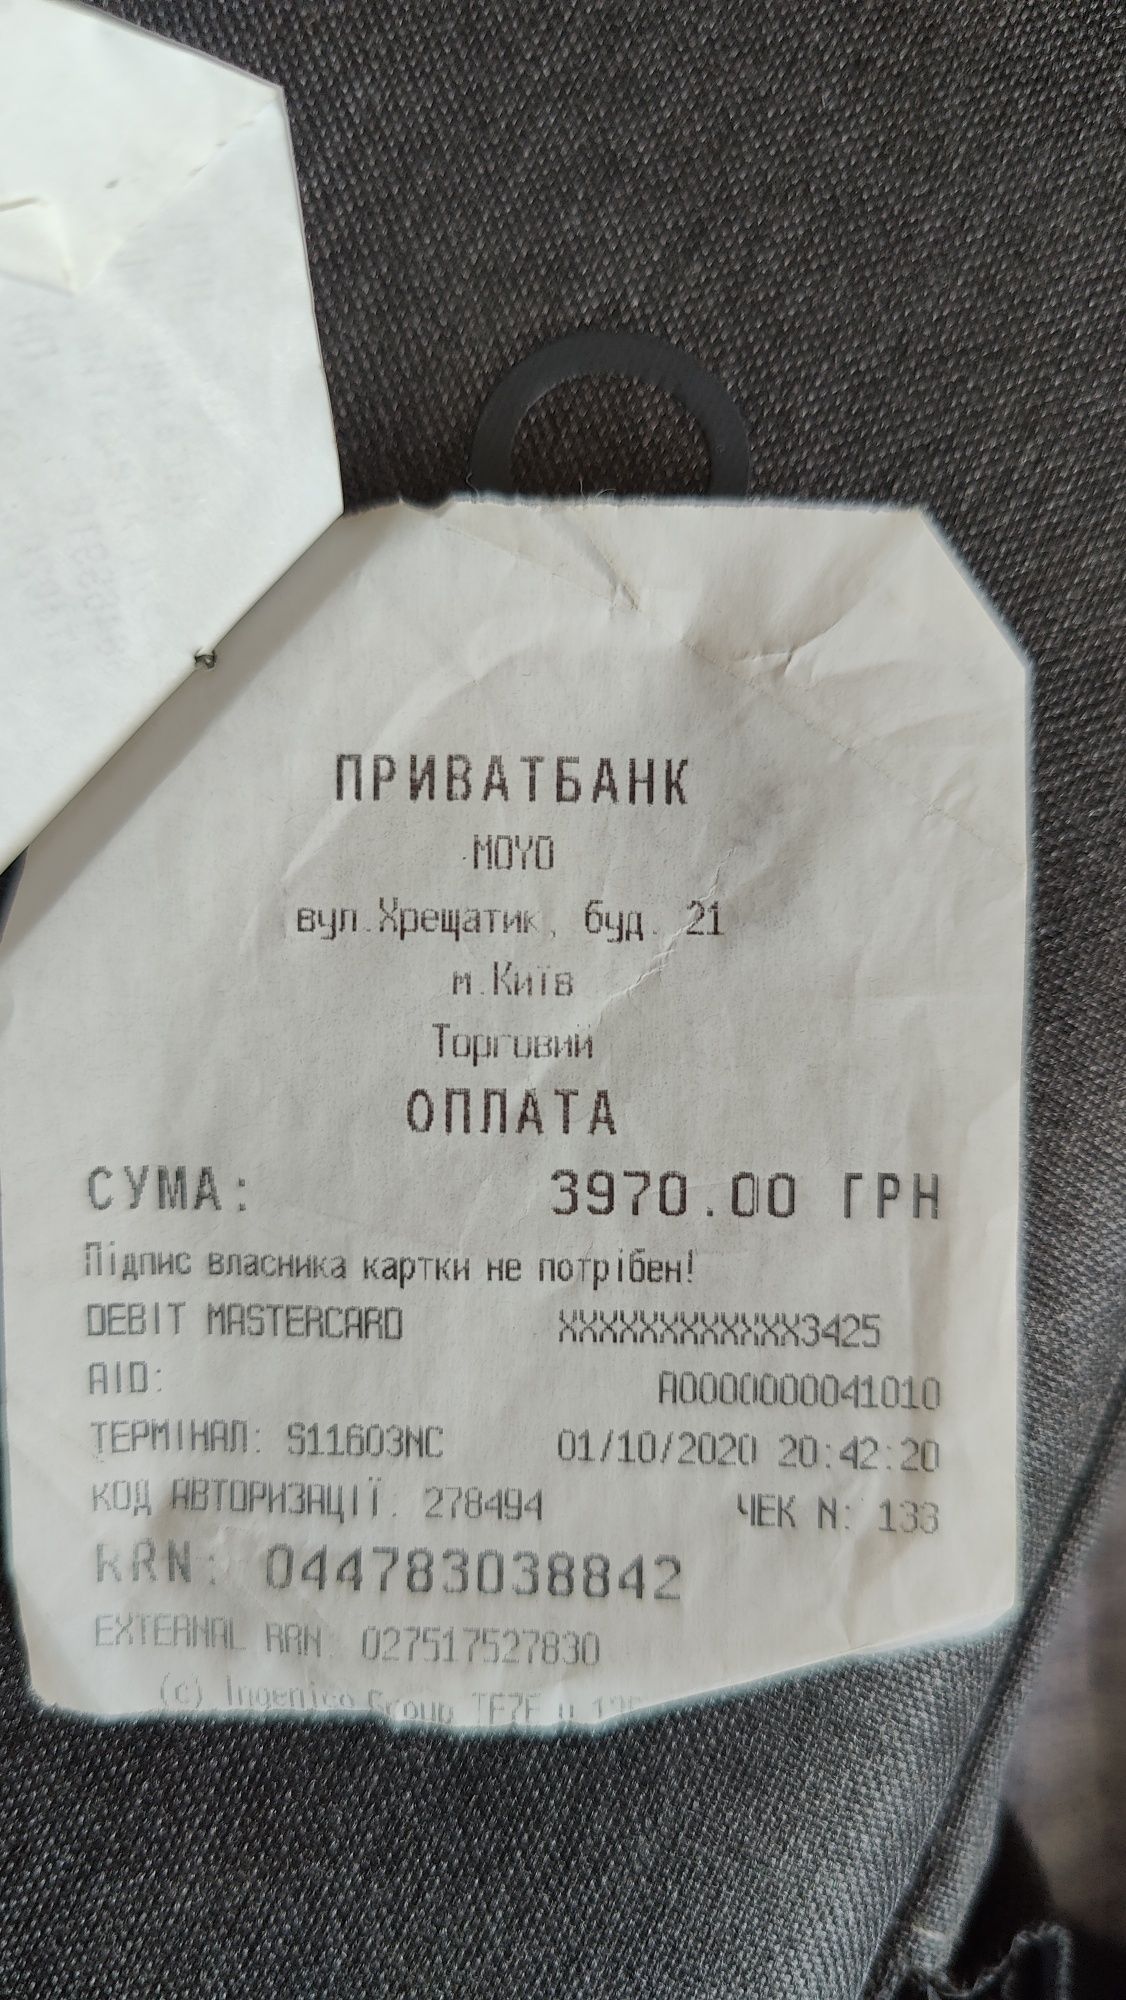 ПРИВАТБАНК
MOYO
вул.Хрещатик, буд. 21
м.Київ
Торговий
ОПЛАТА
СУМА: 3970.00 ГРН
Підпис власника картки не потрібен!
DEBIT MASTERCARD XXXXXXXXXXXX3425
AID: A0000000041010
ТЕРМІНАЛ: S11603NC 01/10/2020 20:42:20
КОД АВТОРИЗАЦІЇ: 278494 ЧЕК N: 133
RRN: 044783038842
EXTERNAL RRN: 027517527830
(c) Ingenico Group